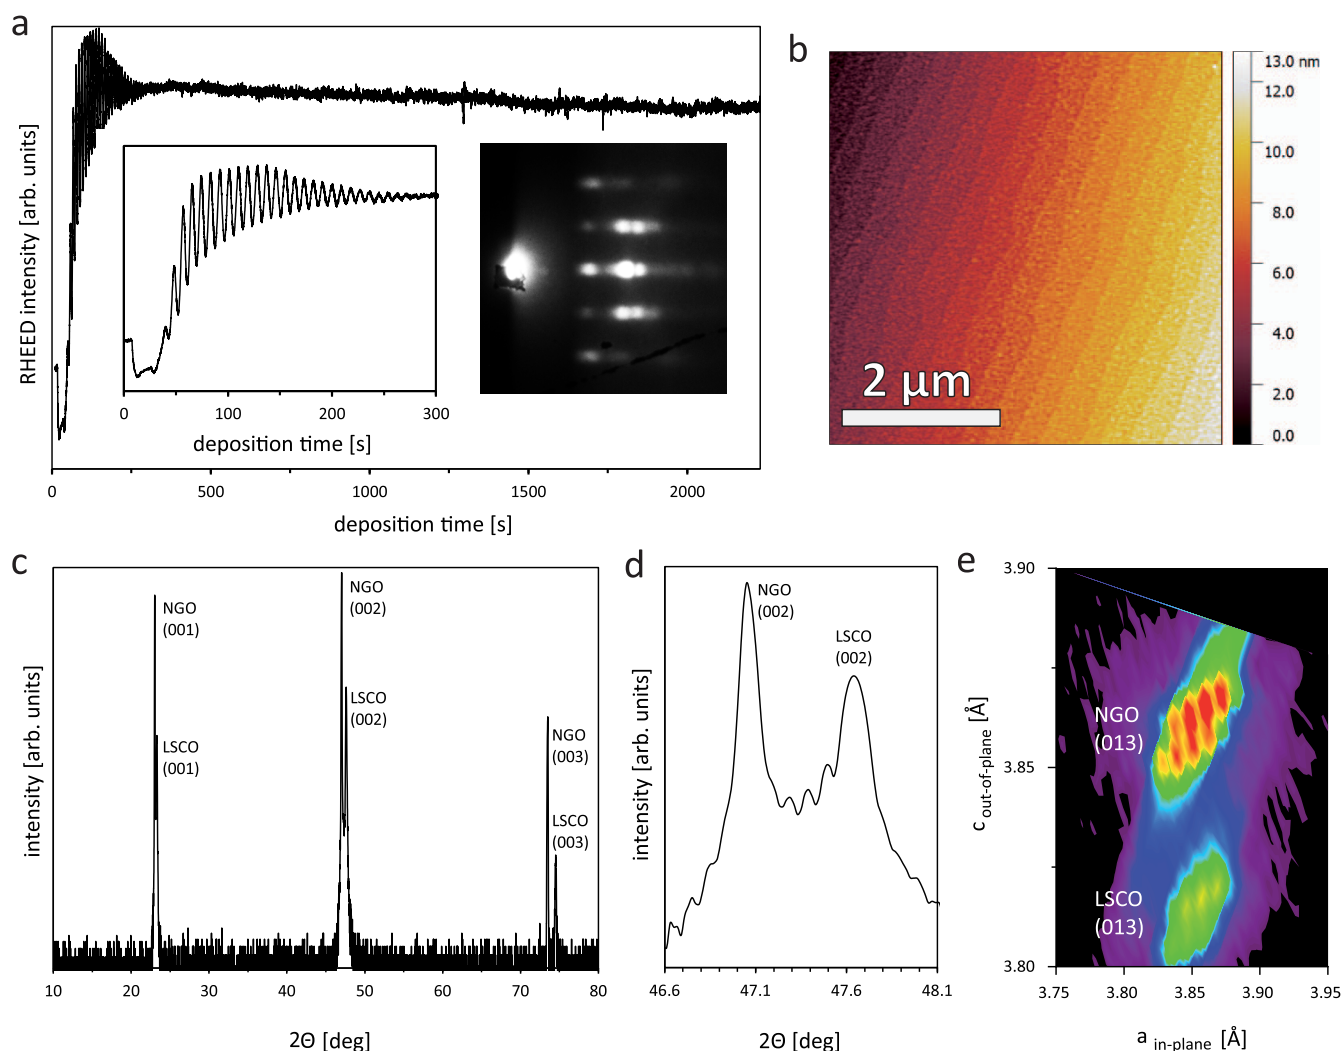 a
RHEED intensity [arb. units]
0
100
200
300
deposition time [s]
0
500
1000
1500
2000
deposition time [s]
b
2 µm
13.0 nm
12.0
10.0
8.0
6.0
4.0
2.0
0.0
c
intensity [arb. units]
NGO
(001)
LSCO
(001)
NGO
(002)
LSCO
(002)
NGO
(003)
LSCO
(003)
10
20
30
40
50
60
70
80
2Θ [deg]
d
intensity [arb. units]
NGO
(002)
LSCO
(002)
46.6
47.1
47.6
48.1
2Θ [deg]
e
c out-of-plane [Å]
3.90
3.85
3.80
NGO
(013)
LSCO
(013)
3.75
3.80
3.85
3.90
3.95
a in-plane [Å]